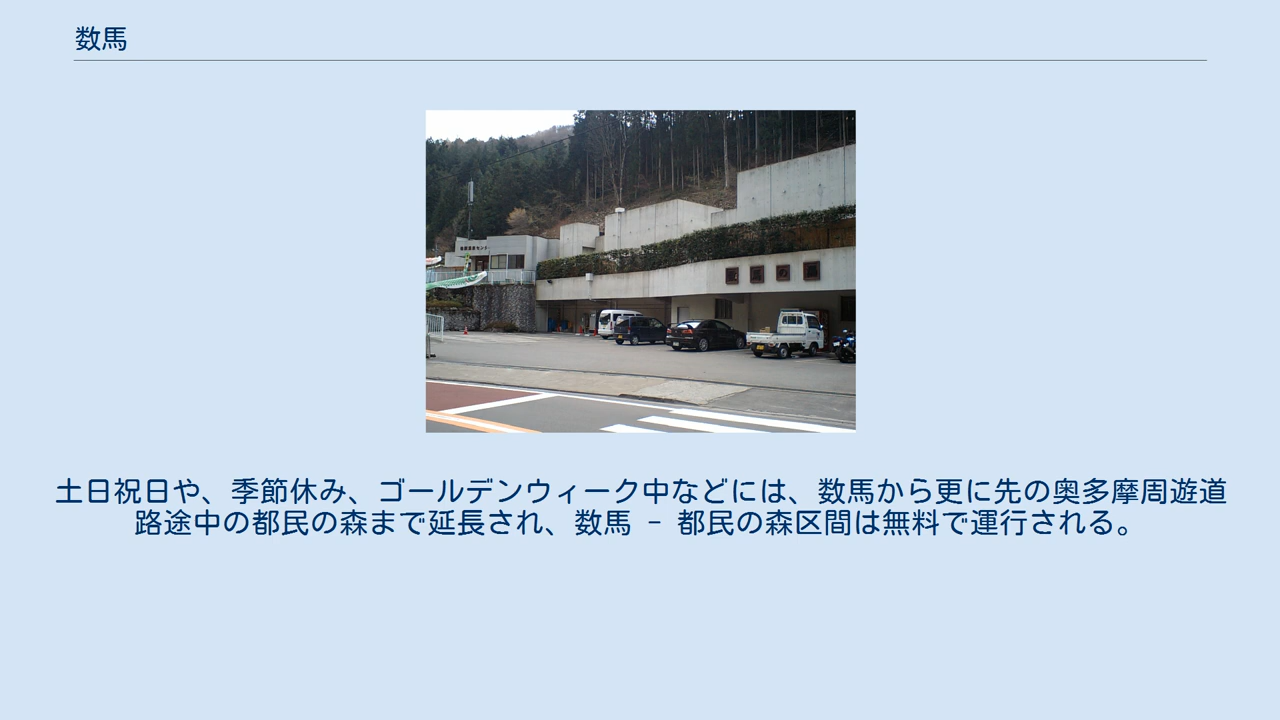 数馬
土日祝日や、季節休み、ゴールデンウィーク中などには、数馬から更に先の奥多摩周遊道
路途中の都民の森まで延長され、数馬 － 都民の森区間は無料で運行される。